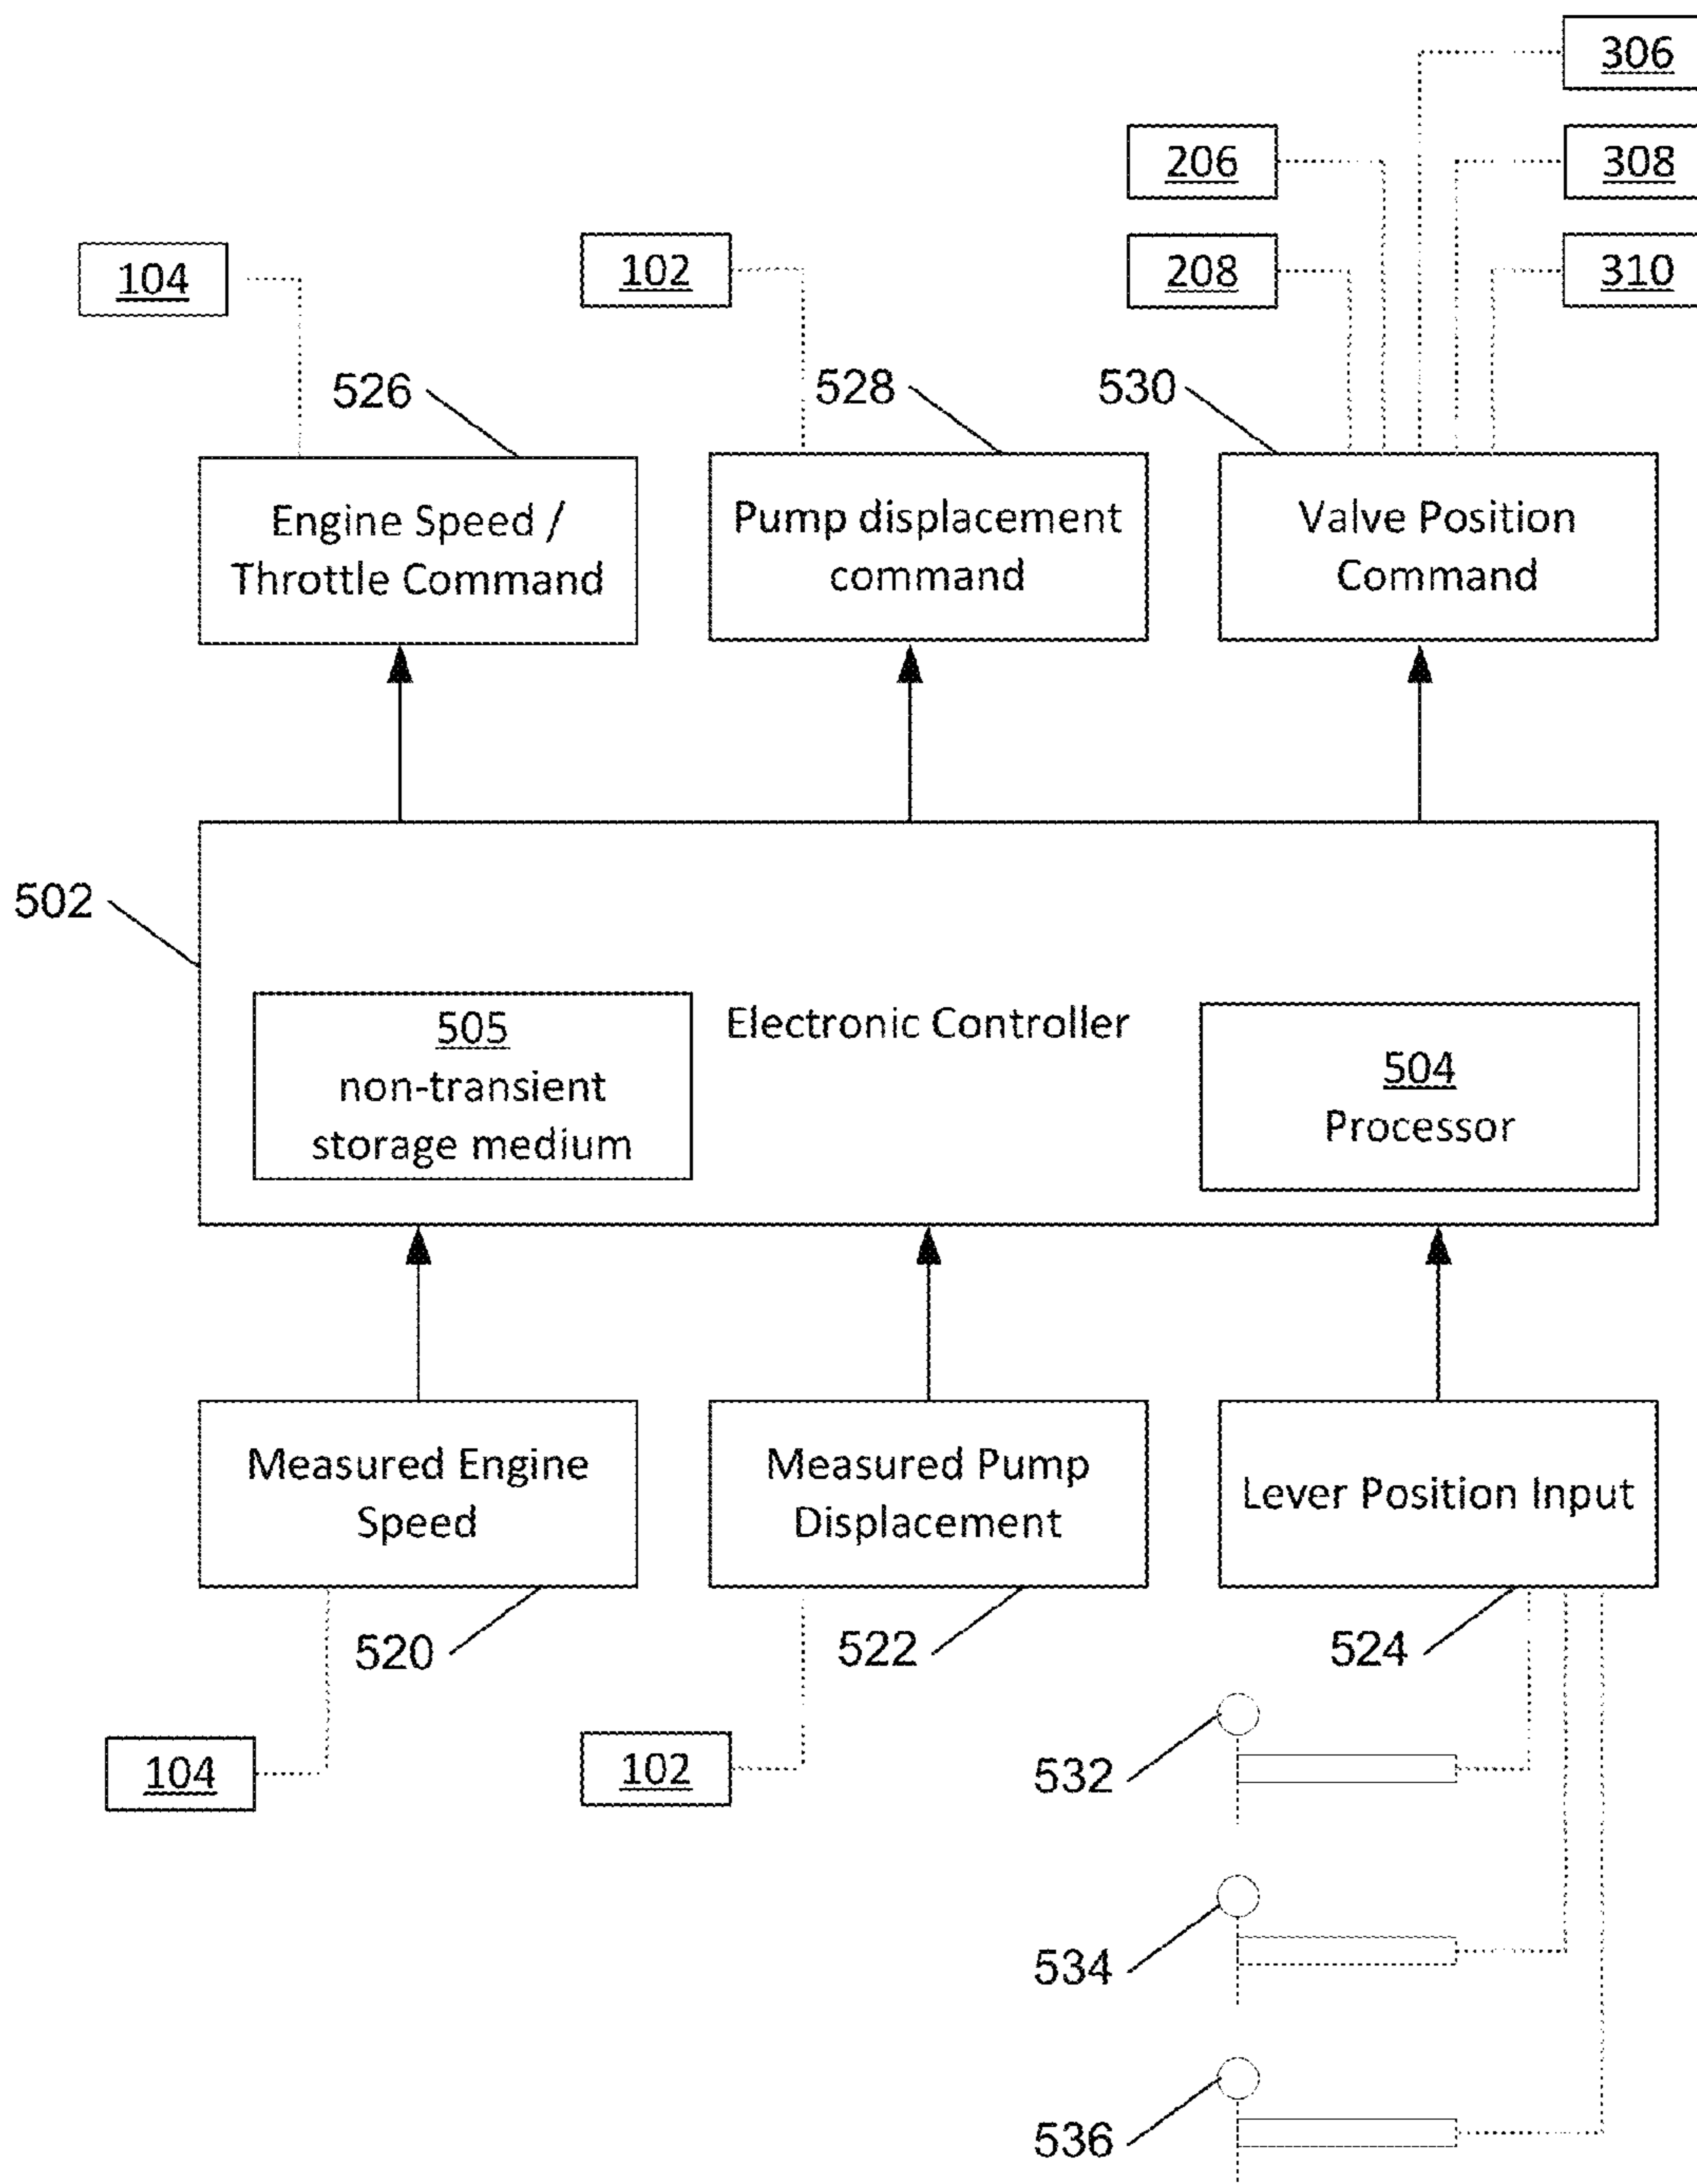 306
206
308
104
102
208
310
526
528
530
Engine Speed /
Throttle Command
Pump displacement
command
Valve Position
Command
502
505
non-transient
storage medium
Electronic Controller
504
Processor
Measured Engine
Speed
Measured Pump
Displacement
Lever Position Input
520
522
524
104
102
532
534
536